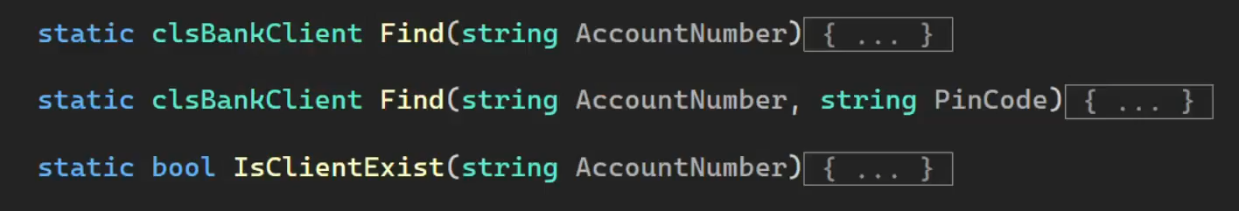 static clsBankClient Find(string AccountNumber) { ... }
static clsBankClient Find(string AccountNumber, string PinCode) { ... }
static bool IsClientExist(string AccountNumber) { ... }